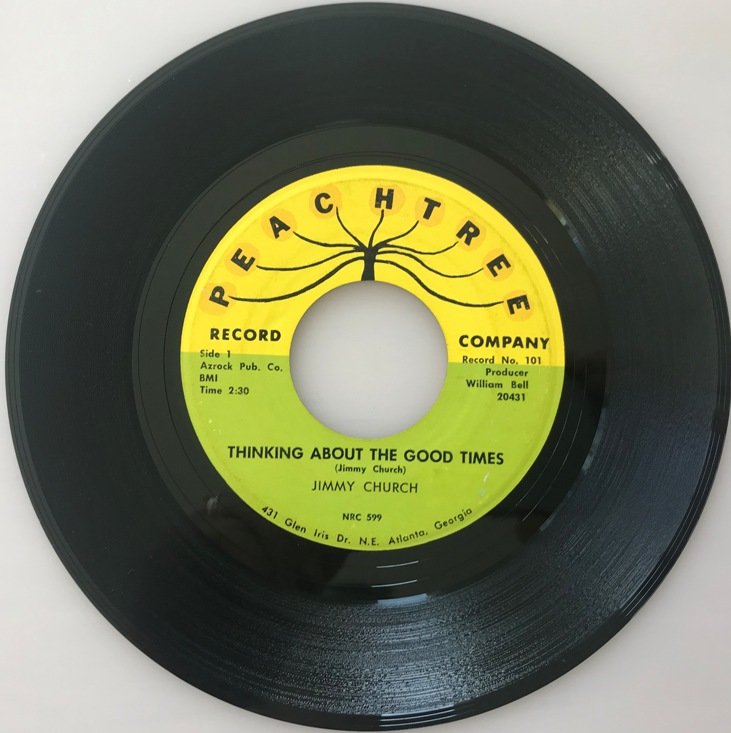 PEACHTREE
RECORD COMPANY
Side 1
Azrock Pub. Co.
BMI
Time 2:30
Record No. 101
Producer
William Bell
20431
THINKING ABOUT THE GOOD TIMES
(Jimmy Church)
JIMMY CHURCH
NRC 599
431 Glen Iris Dr. N.E. Atlanta, Georgia